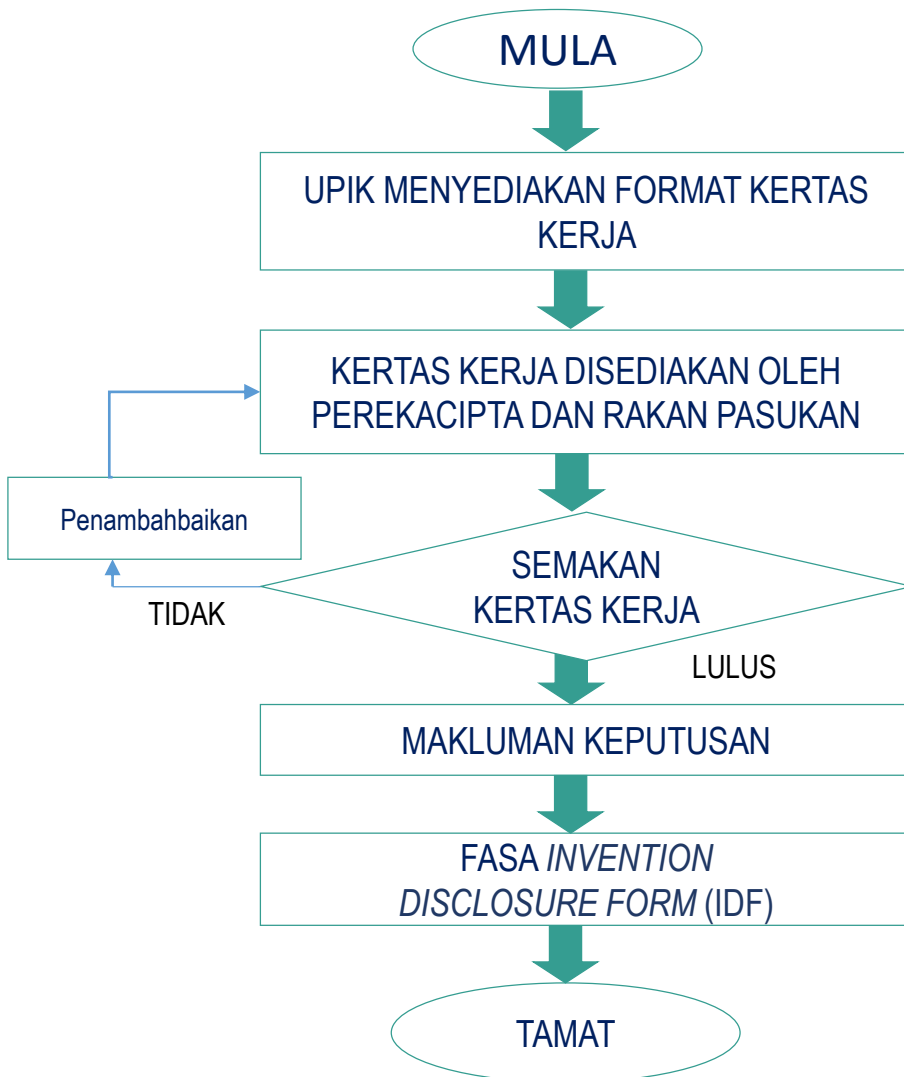 MULA
UPIK MENYEDIAKAN FORMAT KERTAS
KERJA
KERTAS KERJA DISEDIAKAN OLEH
PEREKACIPTA DAN RAKAN PASUKAN
Penambahbaikan
SEMAKAN
KERTAS KERJA
TIDAK
LULUS
MAKLUMAN KEPUTUSAN
FASA INVENTION
DISCLOSURE FORM (IDF)
TAMAT